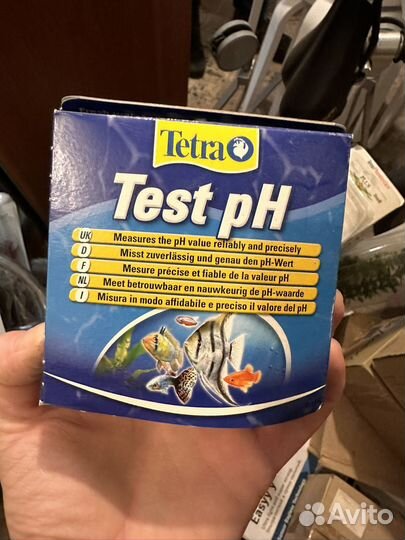 Tetra
Test pH
UK Measures the pH value reliably and precisely
D Misst zuverlässig und genau den pH-Wert
F Mesure précise et fiable de la valeur pH
NL Meet betrouwbaar en nauwkeurig de pH-waarde
I Misura in modo affidabile e preciso il valore del pH
Easy
Avito